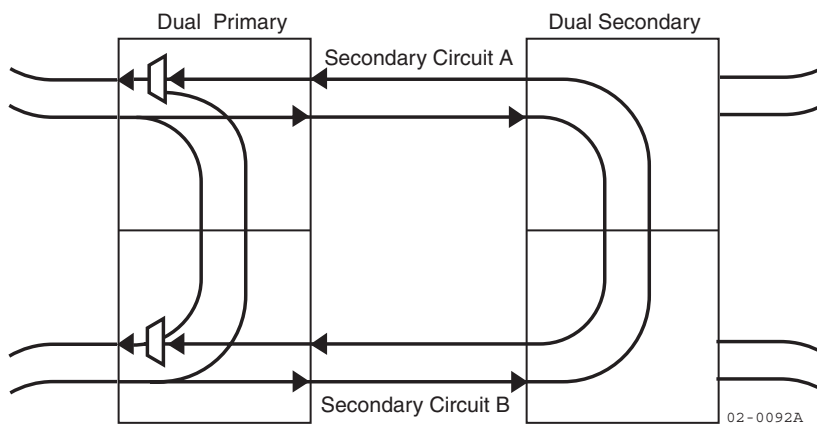 Dual Primary
Dual Secondary
Secondary Circuit A
Secondary Circuit B
02-0092A